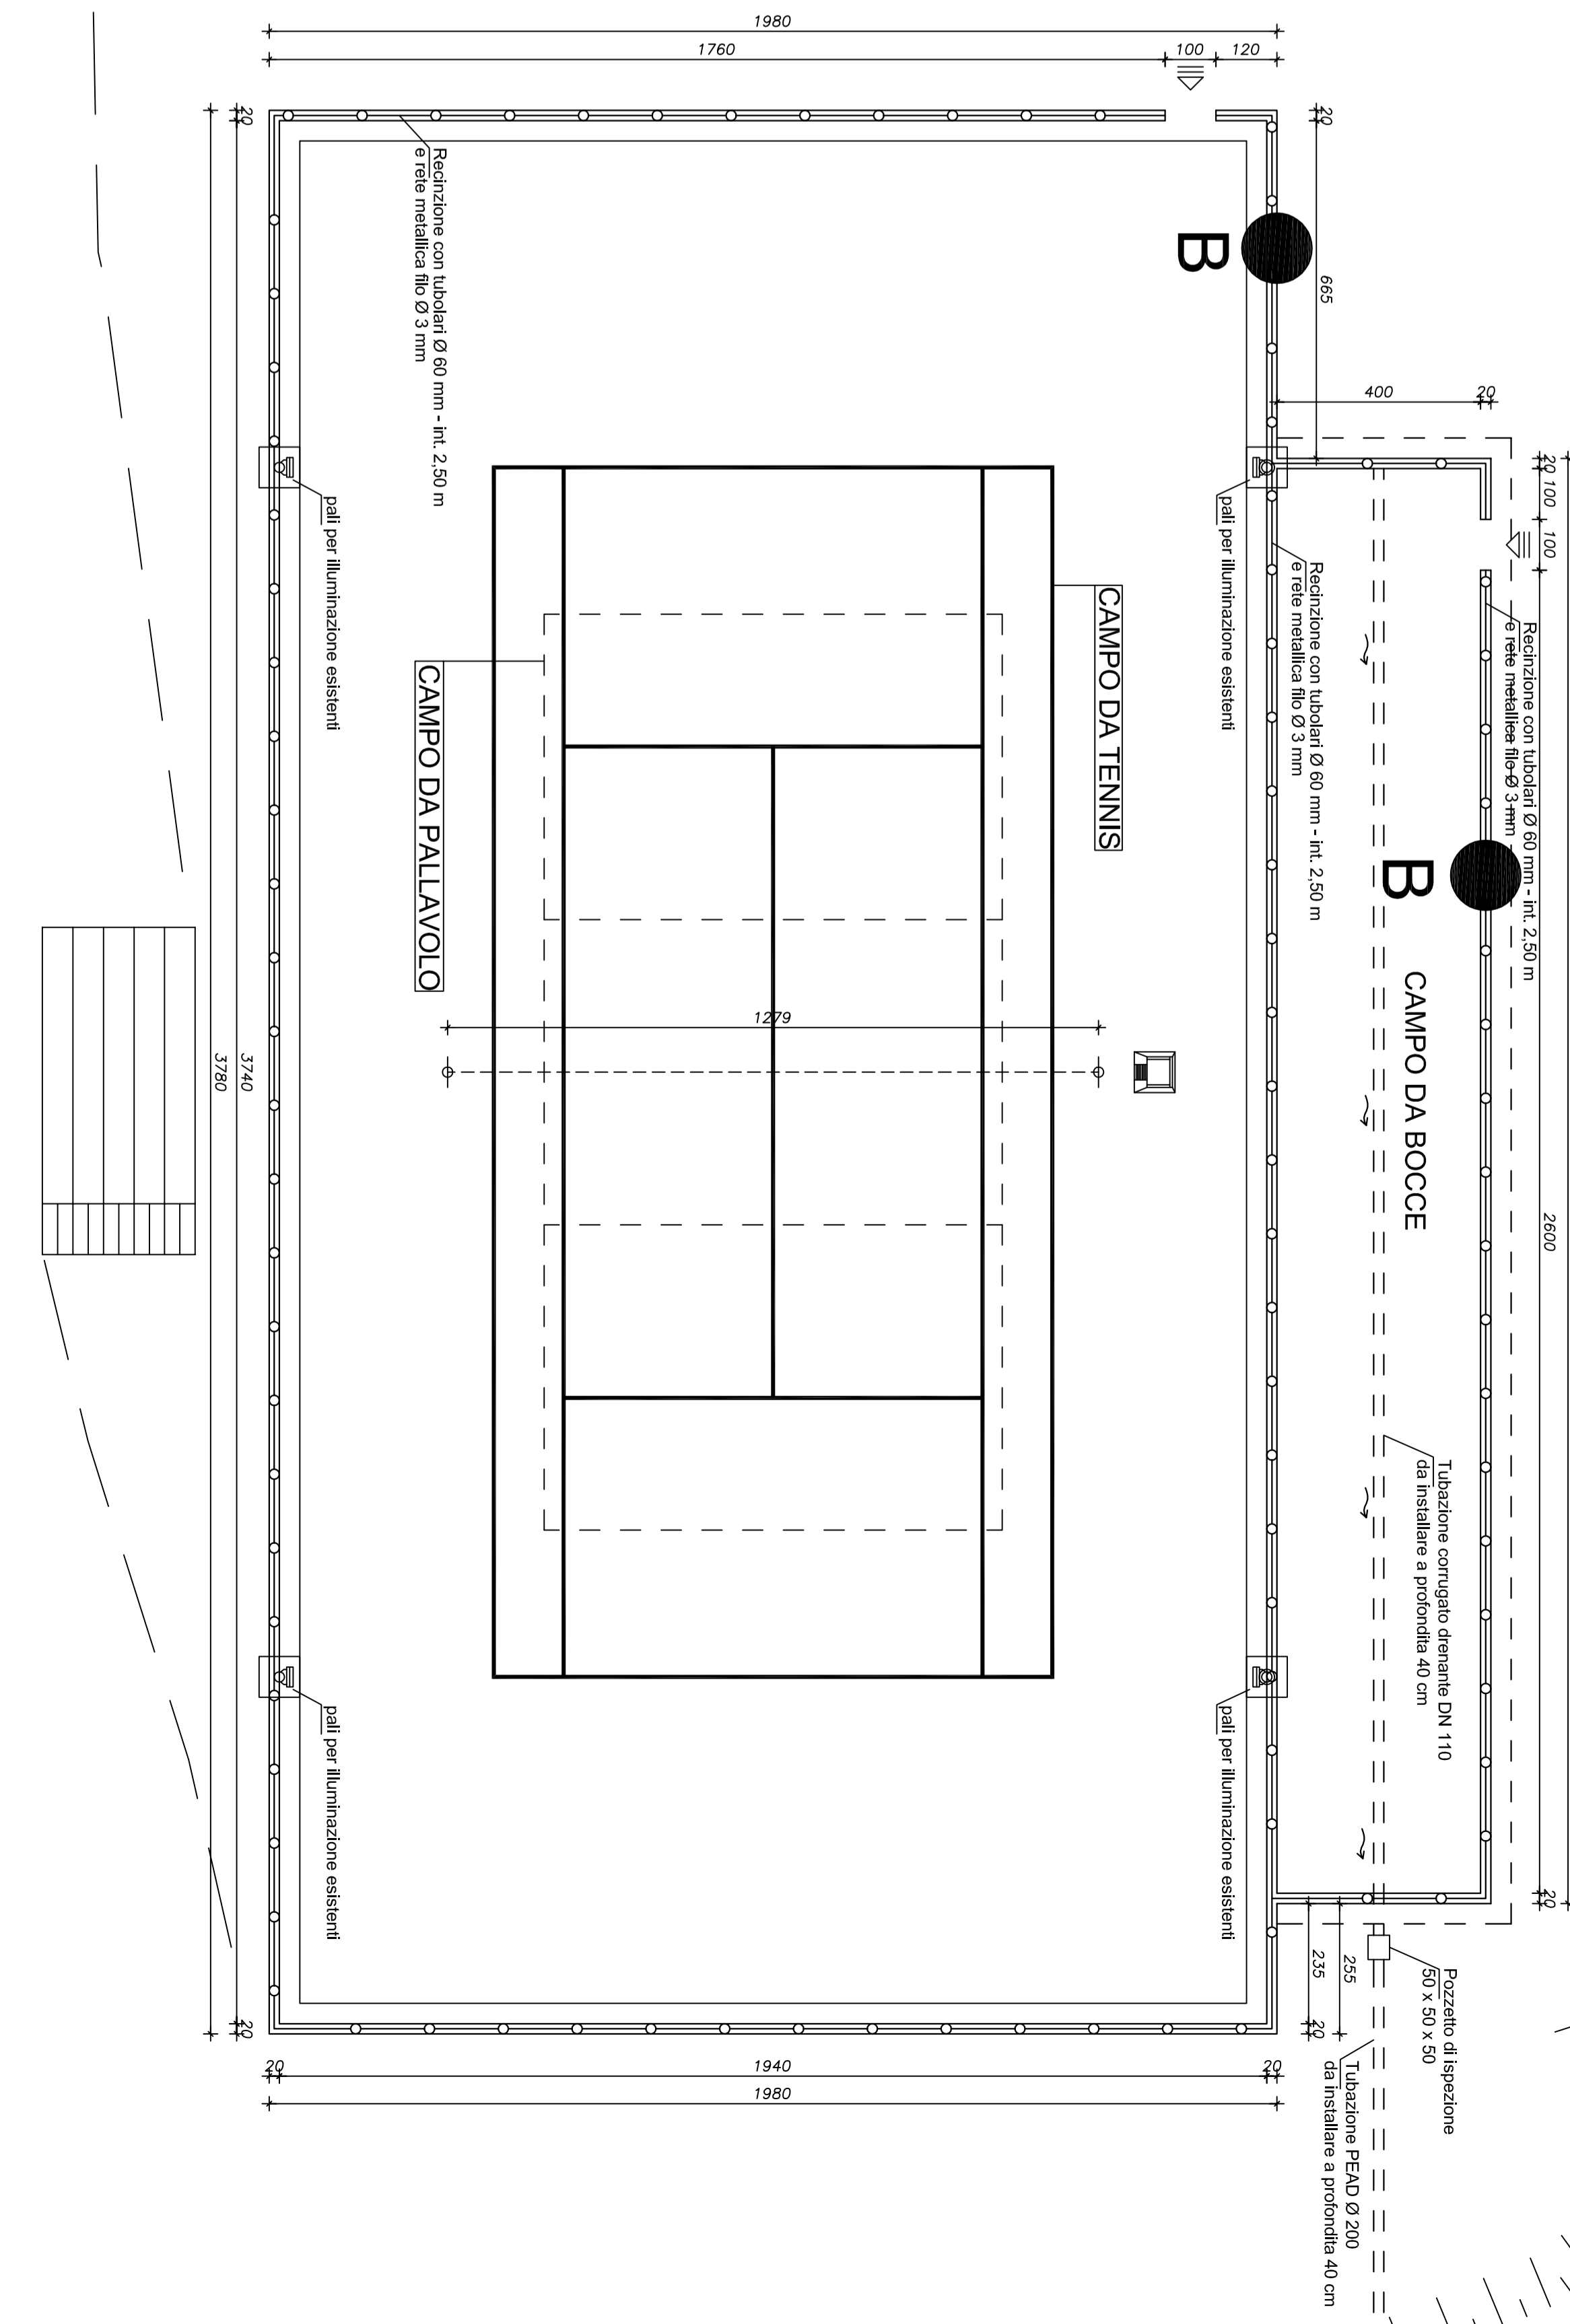 1980
1760
100
120
20
20
Recinzione con tubolari Ø 60 mm - int. 2,50 m
e rete metallica filo Ø 3 mm
B
665
400
20
20
100
100
pali per illuminazione esistenti
pali per illuminazione esistenti
Recinzione con tubolari Ø 60 mm - int. 2,50 m
e rete metallica filo Ø 3 mm
Recinzione con tubolari Ø 60 mm - int. 2,50 m
e rete metallica filo Ø 3 mm
CAMPO DA TENNIS
CAMPO DA PALLAVOLO
B
CAMPO DA BOCCE
1279
3740
3780
2600
Tubazione corrugato drenante DN 110
da installare a profondita 40 cm
pali per illuminazione esistenti
pali per illuminazione esistenti
20
235
255
20
20
Pozzetto di ispezione
50 x 50 x 50
Tubazione PEAD Ø 200
da installare a profondita 40 cm
20
1940
20
1980